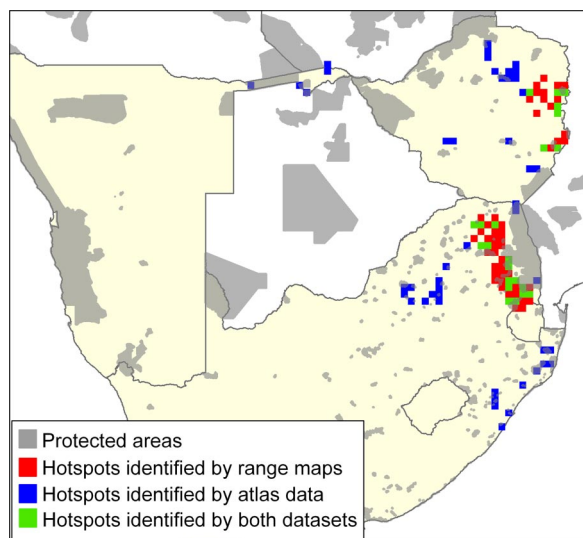 Protected areas
Hotspots identified by range maps
Hotspots identified by atlas data
Hotspots identified by both datasets